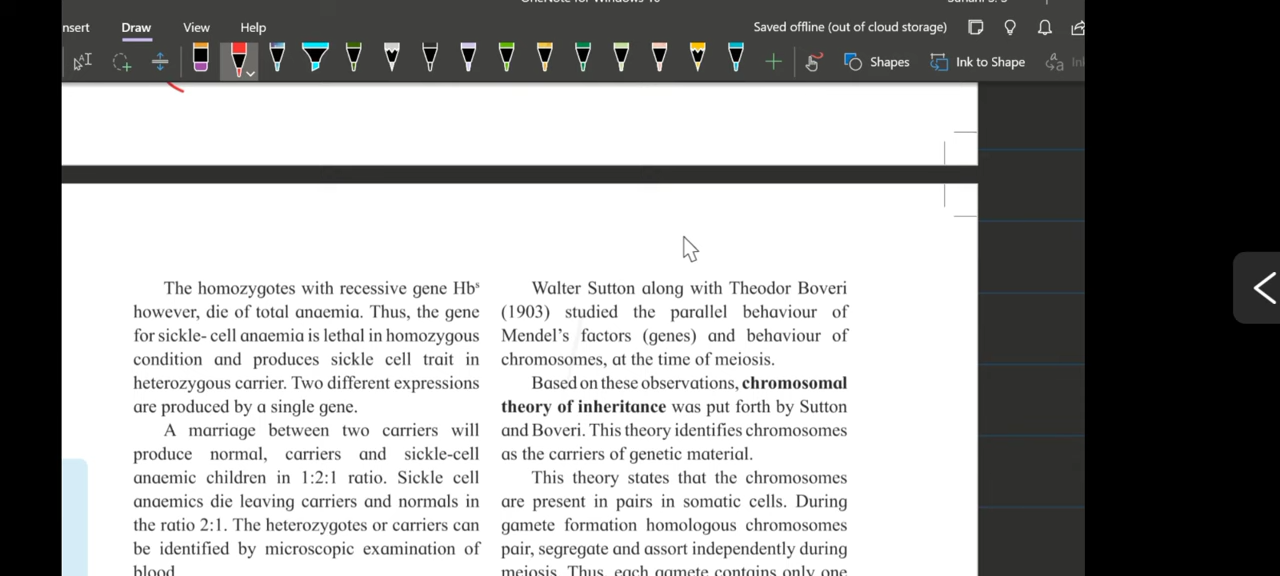 nsert Draw View Help
Saved offline (out of cloud storage)
Shapes
Ink to Shape
The homozygotes with recessive gene Hbˢ
however, die of total anaemia. Thus, the gene
for sickle- cell anaemia is lethal in homozygous
condition and produces sickle cell trait in
heterozygous carrier. Two different expressions
are produced by a single gene.
A marriage between two carriers will
produce normal, carriers and sickle-cell
anaemic children in 1:2:1 ratio. Sickle cell
anaemics die leaving carriers and normals in
the ratio 2:1. The heterozygotes or carriers can
be identified by microscopic examination of
blood
Walter Sutton along with Theodor Boveri
(1903) studied the parallel behaviour of
Mendel's factors (genes) and behaviour of
chromosomes, at the time of meiosis.
Based on these observations, chromosomal
theory of inheritance was put forth by Sutton
and Boveri. This theory identifies chromosomes
as the carriers of genetic material.
This theory states that the chromosomes
are present in pairs in somatic cells. During
gamete formation homologous chromosomes
pair, segregate and assort independently during
meiosis. Thus, each gamete contains only one